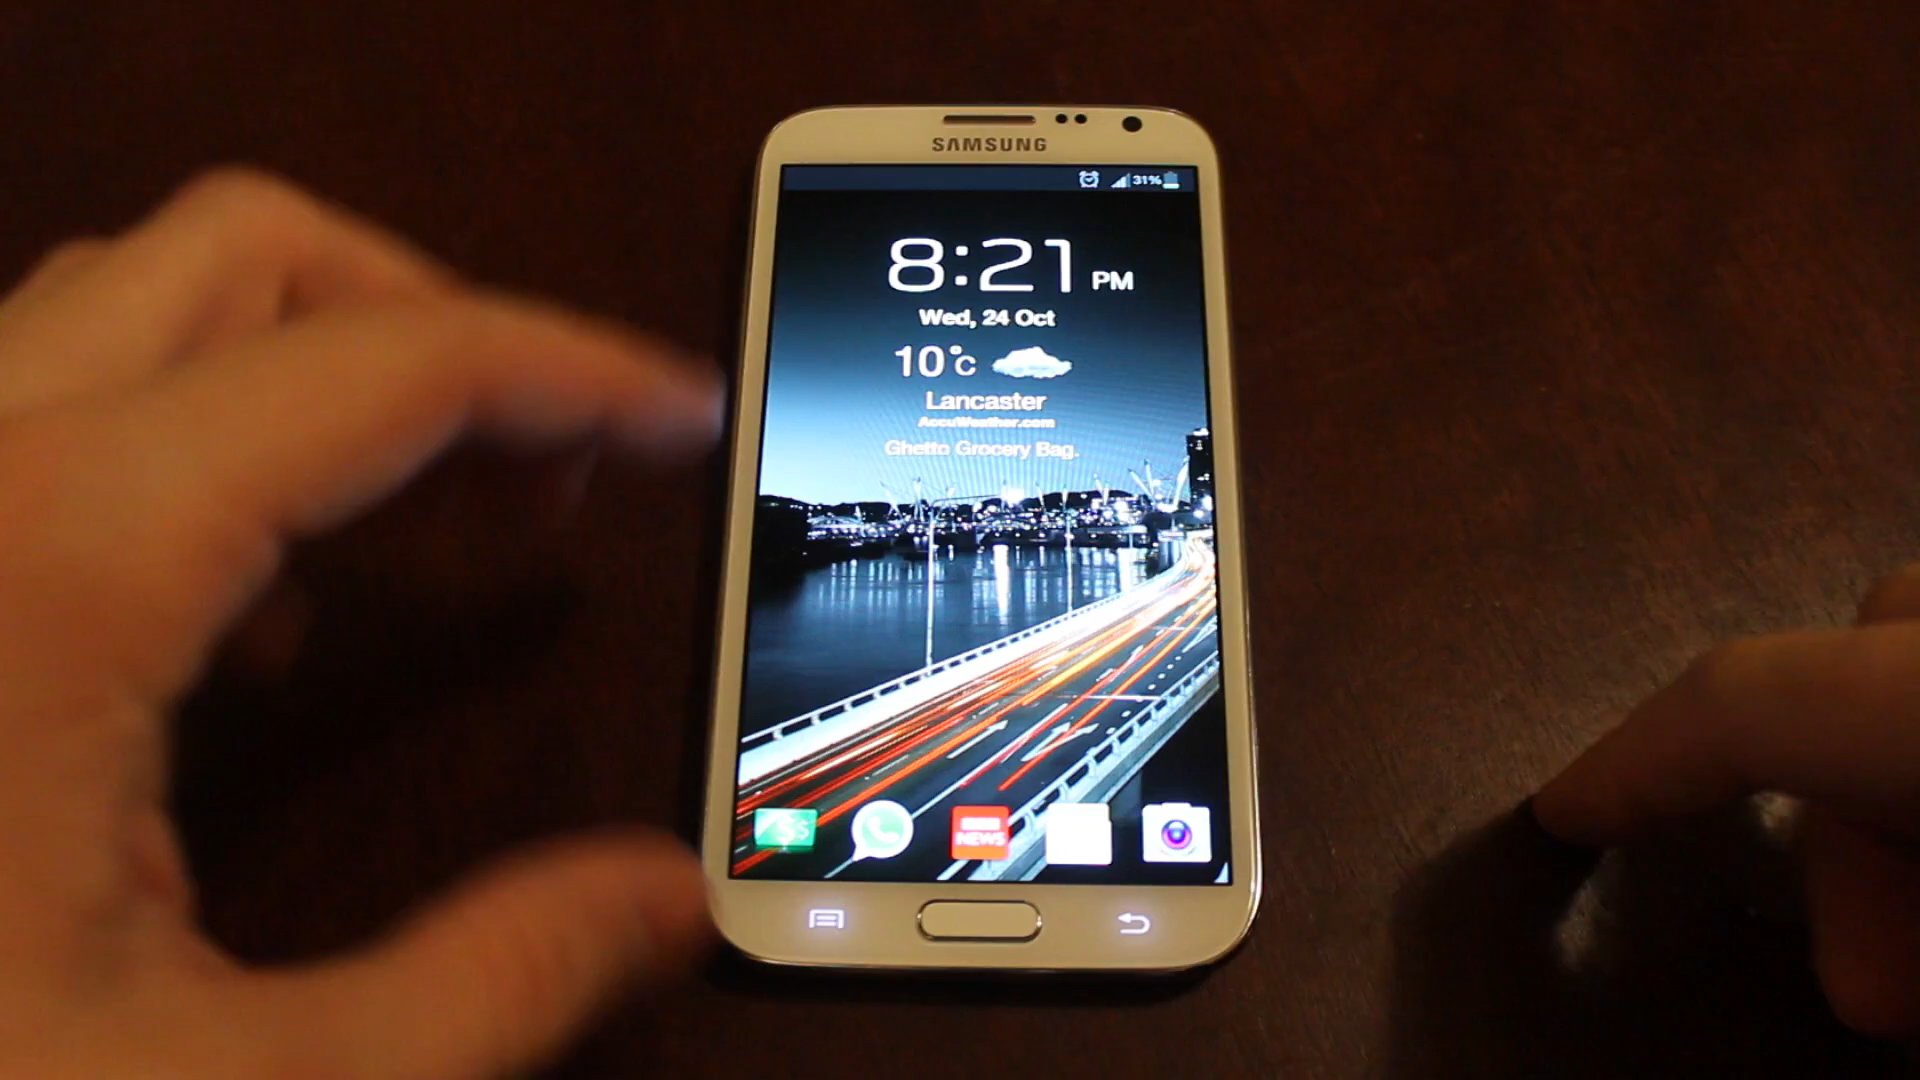 SAMSUNG
31%
8:21 PM
Wed, 24 Oct
10°c
Lancaster
AccuWeather.com
Ghetto Grocery Bag.
$s
NEWS